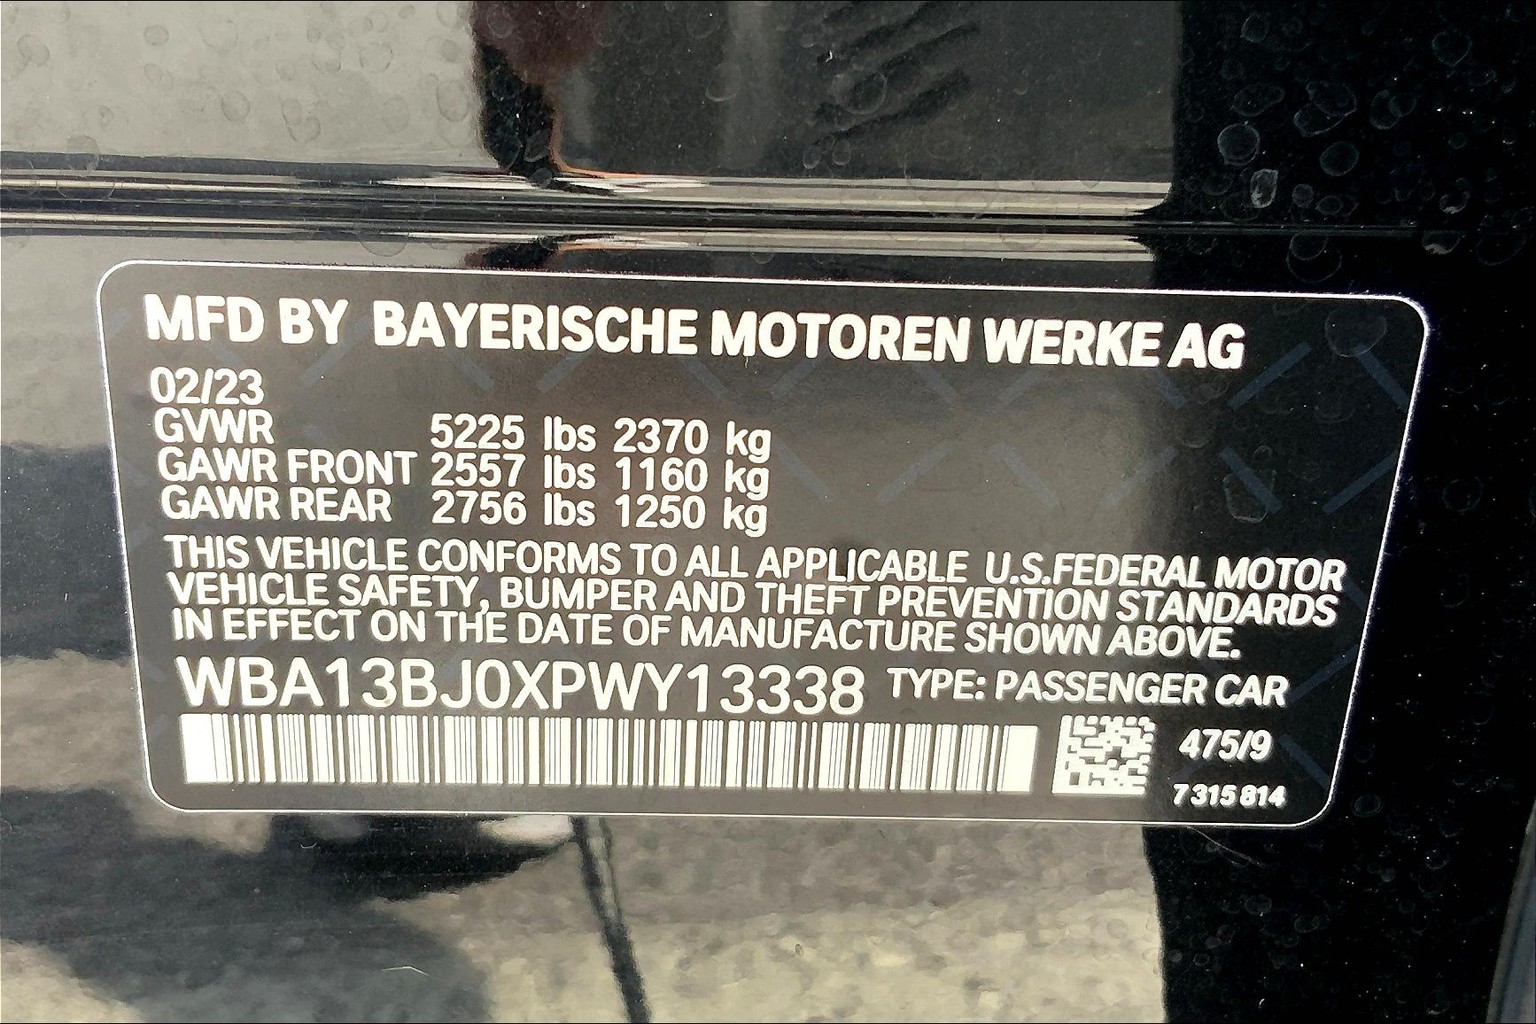 MFD BY BAYERISCHE MOTOREN WERKE AG
02/23
GVWR 5225 lbs 2370 kg
GAWR FRONT 2557 lbs 1160 kg
GAWR REAR 2756 lbs 1250 kg
THIS VEHICLE CONFORMS TO ALL APPLICABLE U.S.FEDERAL MOTOR
VEHICLE SAFETY, BUMPER AND THEFT PREVENTION STANDARDS
IN EFFECT ON THE DATE OF MANUFACTURE SHOWN ABOVE.
WBA13BJ0XPWY13338 TYPE: PASSENGER CAR
475/9
7 315 814